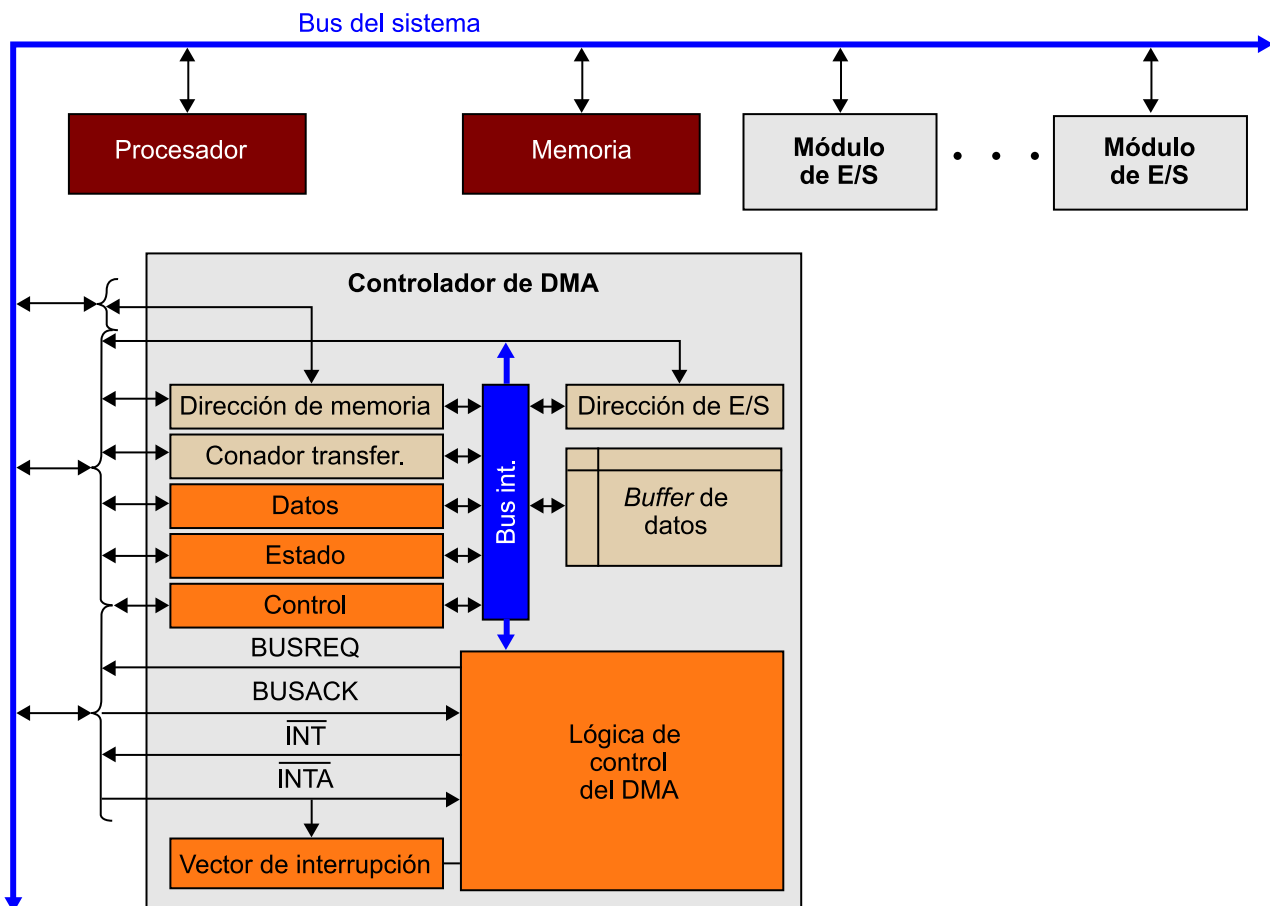 Bus del sistema
Procesador
Memoria
Módulo
de E/S
Módulo
de E/S
Controlador de DMA
Dirección de memoria
Dirección de E/S
Conador transfer.
Bus int.
Buffer de
datos
Datos
Estado
Control
BUSREQ
BUSACK
INT
INTA
Lógica de
control
del DMA
Vector de interrupción